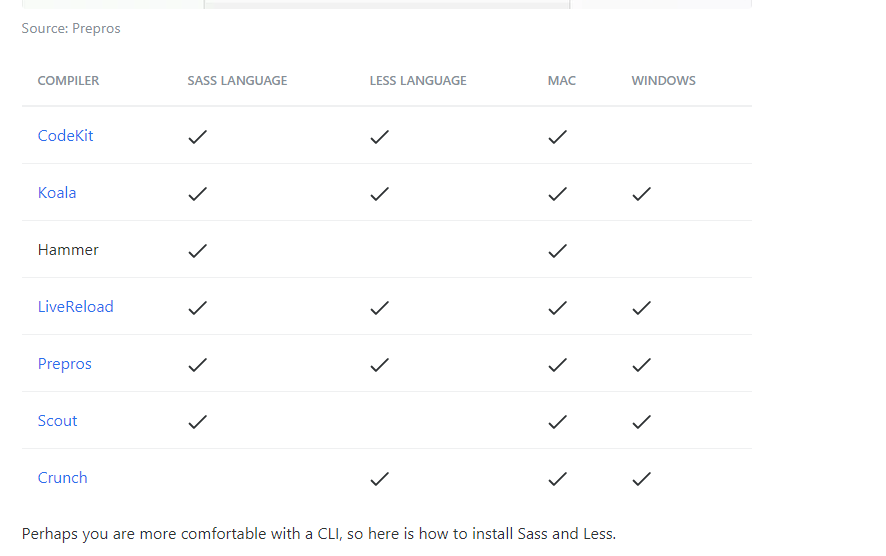 Source: Prepros
COMPILER SASS LANGUAGE LESS LANGUAGE MAC WINDOWS
CodeKit ✓ ✓ ✓
Koala ✓ ✓ ✓ ✓
Hammer ✓ ✓
LiveReload ✓ ✓ ✓ ✓
Prepros ✓ ✓ ✓ ✓
Scout ✓ ✓ ✓
Crunch ✓ ✓ ✓
Perhaps you are more comfortable with a CLI, so here is how to install Sass and Less.